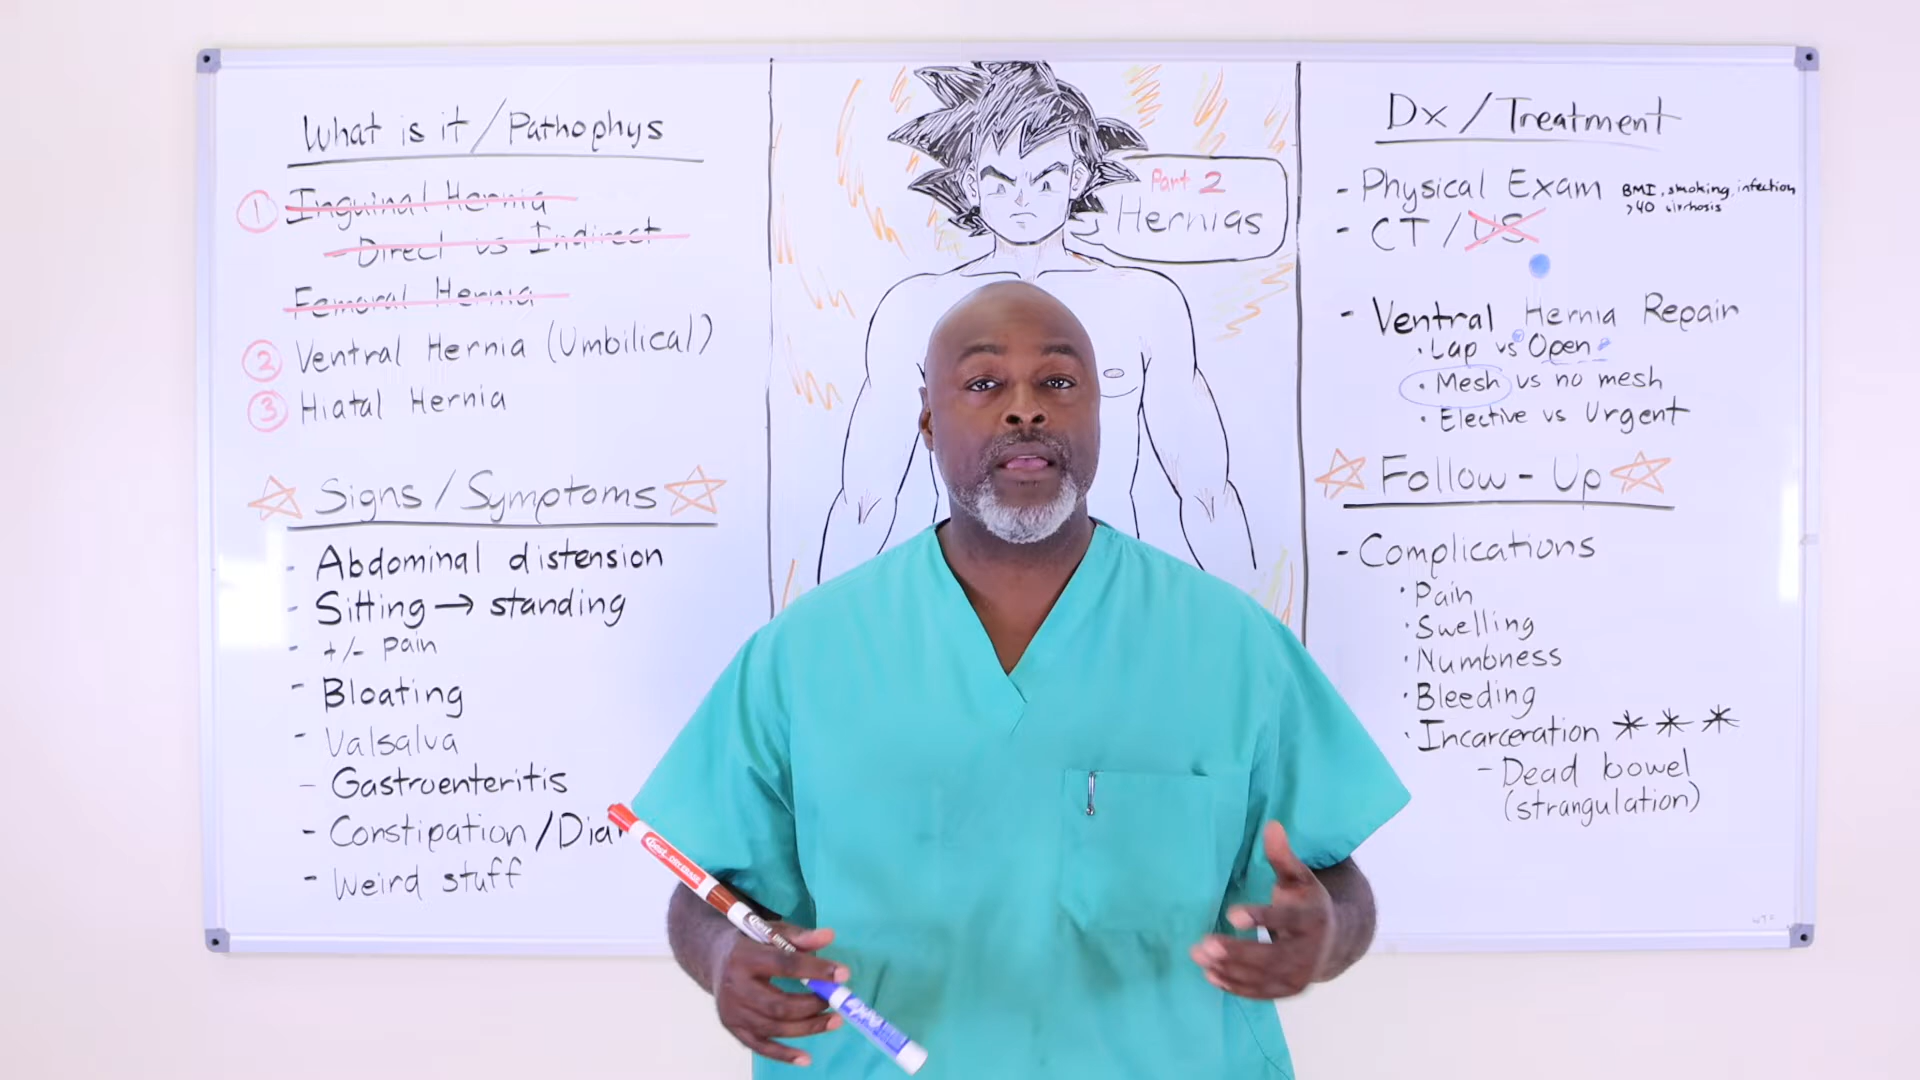 What is it / Pathophys
① Inguinal Hernia
- Direct vs Indirect
Femoral Hernia
② Ventral Hernia (Umbilical)
③ Hiatal Hernia
Signs / Symptoms
- Abdominal distension
- Sitting → standing
- +/- pain
- Bloating
- Valsalva
- Gastroenteritis
- Constipation / Diar
- Weird stuff
Part 2
Hernias
Dx / Treatment
- Physical Exam BMI, smoking, infection
>40 cirrhosis
- CT / US
- Ventral Hernia Repair
· Lap vs Open
· Mesh vs no mesh
· Elective vs Urgent
Follow-Up
- Complications
· Pain
· Swelling
· Numbness
· Bleeding
· Incarceration ***
- Dead bowel
(strangulation)